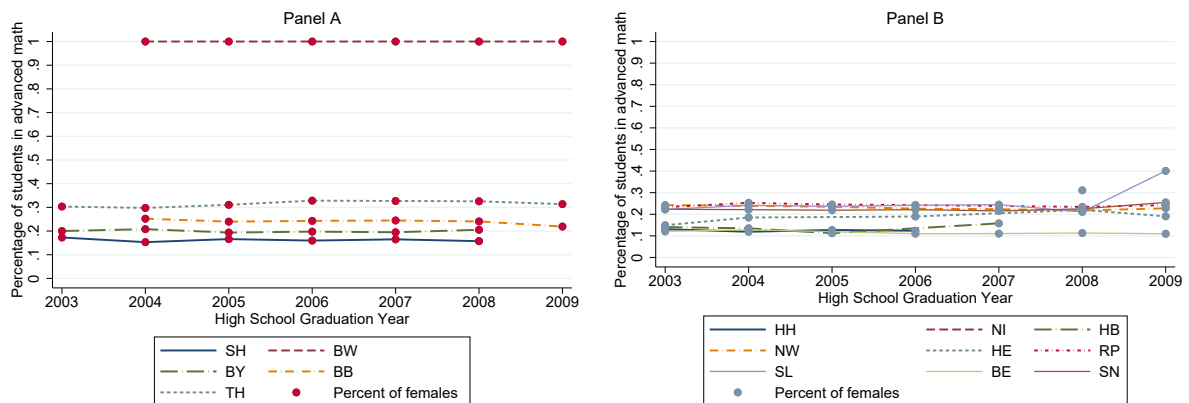 Panel A
Percentage of students in advanced math
1
.9
.8
.7
.6
.5
.4
.3
.2
.1
0
2003 2004 2005 2006 2007 2008 2009
High School Graduation Year
SH BW
BY BB
TH Percent of females
Panel B
Percentage of students in advanced math
1
.9
.8
.7
.6
.5
.4
.3
.2
.1
0
2003 2004 2005 2006 2007 2008 2009
High School Graduation Year
HH NI HB
NW HE RP
SL BE SN
Percent of females